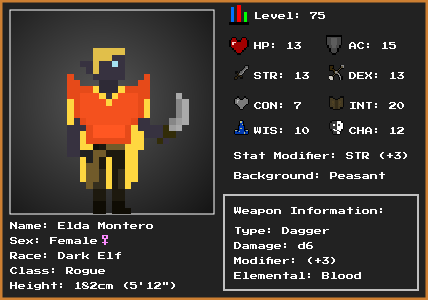 Level: 75
HP: 13 AC: 15
STR: 13 DEX: 13
CON: 7 INT: 20
WIS: 10 CHA: 12
Stat Modifier: STR (+3)
Background: Peasant
Name: Elda Montero
Sex: Female♀
Race: Dark Elf
Class: Rogue
Height: 182cm (5'12")
Weapon Information:
Type: Dagger
Damage: d6
Modifier: (+3)
Elemental: Blood